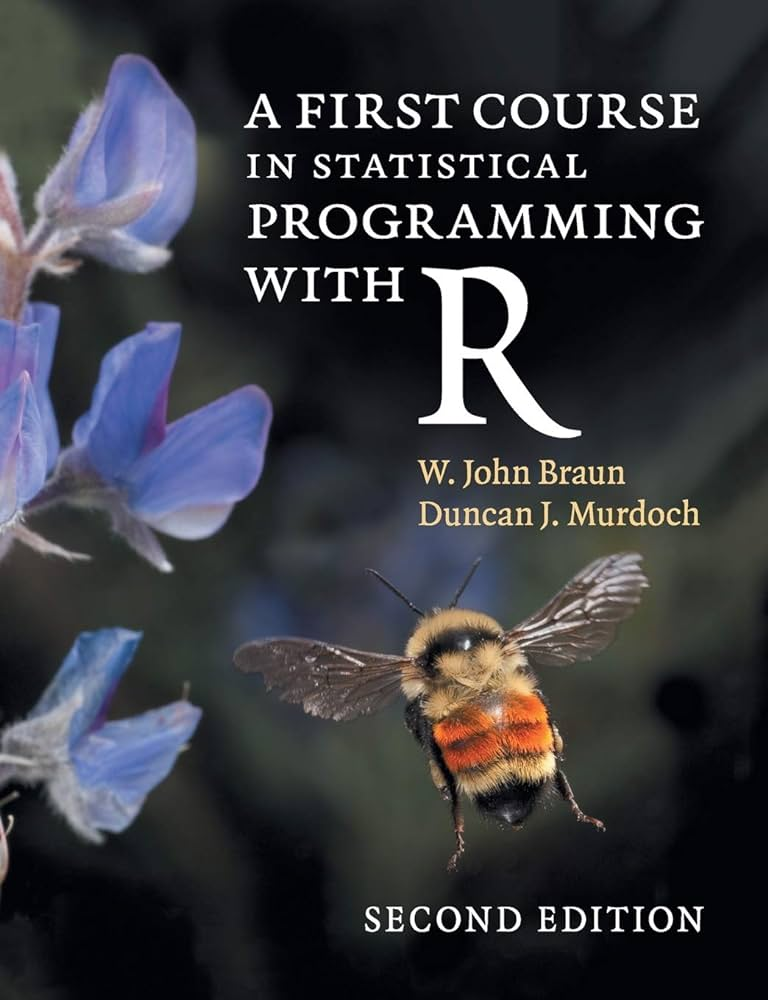 A FIRST COURSE
IN STATISTICAL
PROGRAMMING
WITH R
W. John Braun
Duncan J. Murdoch
SECOND EDITION